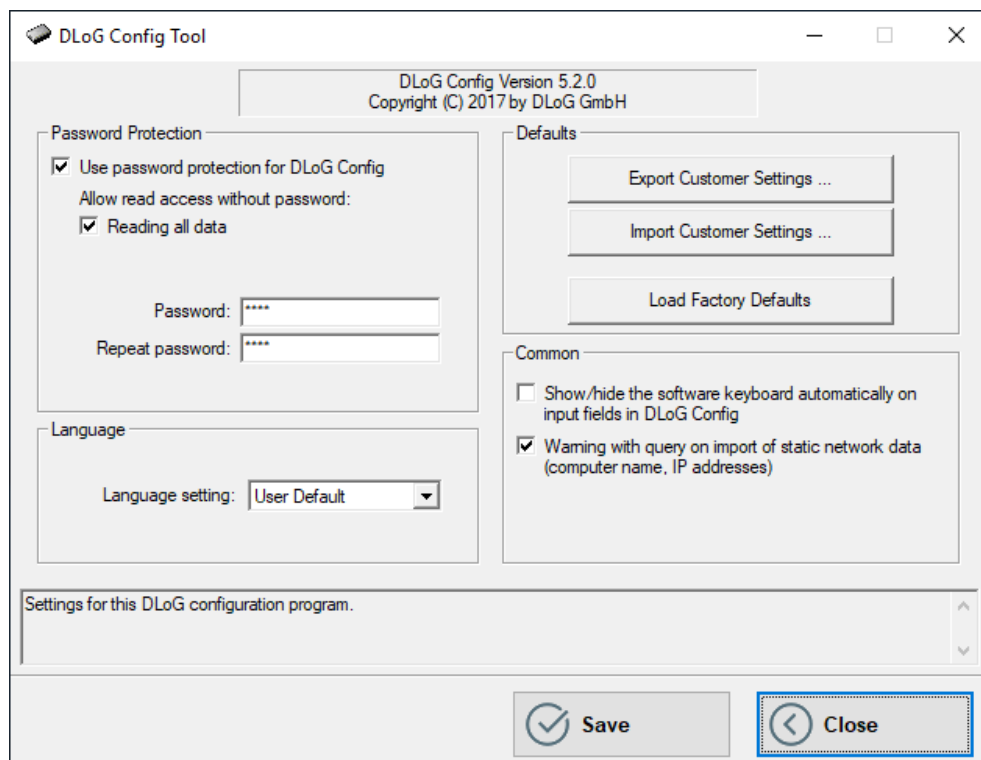 DLoG Config Tool
DLoG Config Version 5.2.0
Copyright (C) 2017 by DLoG GmbH
Password Protection
Use password protection for DLoG Config
Allow read access without password:
Reading all data
Password: ****
Repeat password: ****
Language
Language setting: User Default
Defaults
Export Customer Settings ...
Import Customer Settings ...
Load Factory Defaults
Common
Show/hide the software keyboard automatically on
input fields in DLoG Config
Warning with query on import of static network data
(computer name, IP addresses)
Settings for this DLoG configuration program.
Save
Close